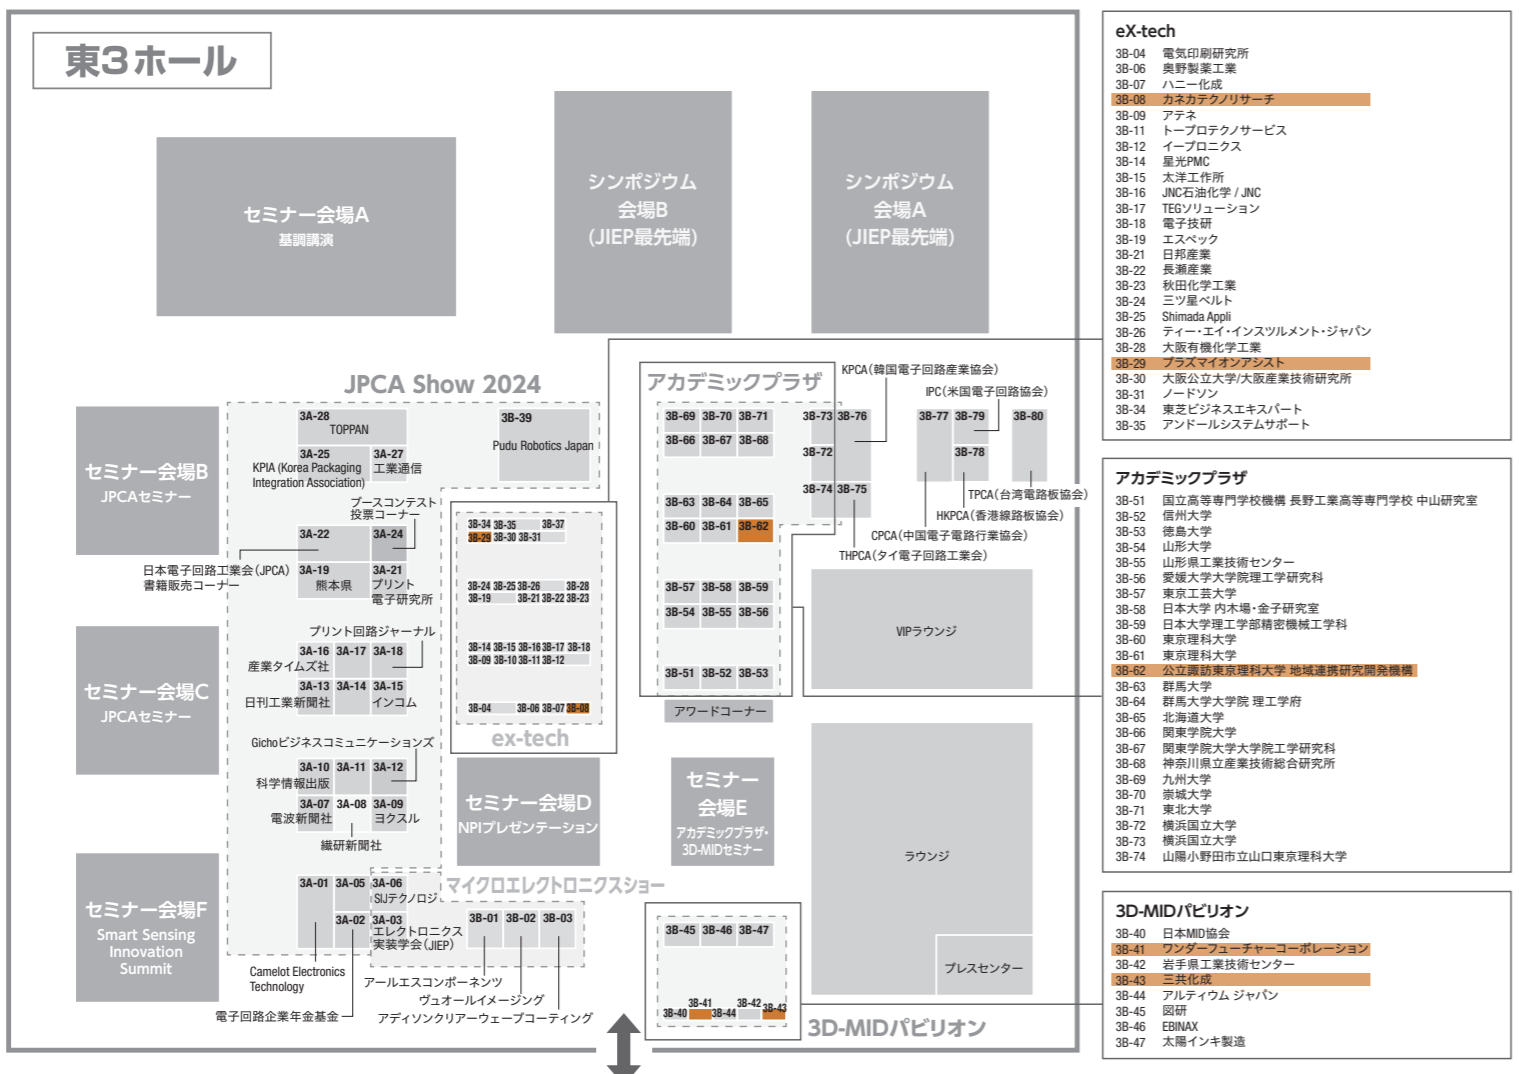 東3ホール
セミナー会場A
基調講演
シンポジウム
会場B
(JIEP最先端)
シンポジウム
会場A
(JIEP最先端)
JPCA Show 2024
セミナー会場B
JPCAセミナー
セミナー会場C
JPCAセミナー
セミナー会場F
Smart Sensing
Innovation
Summit
3A-28
TOPPAN
3A-25
KPIA (Korea Packaging
Integration Association)
3A-27
工業通信
3B-39
Pudu Robotics Japan
ブースコンテスト
投票コーナー
3A-22
3A-24
日本電子回路工業会(JPCA)
書籍販売コーナー
3A-19
熊本県
3A-21
プリント
電子研究所
プリント回路ジャーナル
3A-16 3A-17 3A-18
産業タイムズ社
3A-13 3A-14 3A-15
日刊工業新聞社
インコム
Gichoビジネスコミュニケーションズ
3A-10 3A-11 3A-12
科学情報出版
3A-07 3A-08 3A-09
電波新聞社
ヨクスル
繊研新聞社
3A-01 3A-05 3A-06
SIJテクノロジ
3A-02 3A-03
エレクトロニクス
実装学会(JIEP)
Camelot Electronics
Technology
電子回路企業年金基金
マイクロエレクトロニクスショー
3B-01 3B-02 3B-03
アールエスコンポーネンツ
ヴュオールイメージング
アディソンクリアーウェーブコーティング
3B-34 3B-35 3B-37
3B-29 3B-30 3B-31
3B-24 3B-25 3B-26 3B-28
3B-19 3B-21 3B-22 3B-23
3B-14 3B-15 3B-16 3B-17 3B-18
3B-09 3B-10 3B-11 3B-12
3B-04 3B-06 3B-07 3B-08
ex-tech
セミナー会場D
NPIプレゼンテーション
セミナー
会場E
アカデミックプラザ・
3D-MIDセミナー
アカデミックプラザ
3B-69 3B-70 3B-71
3B-66 3B-67 3B-68
3B-63 3B-64 3B-65
3B-60 3B-61 3B-62
3B-57 3B-58 3B-59
3B-54 3B-55 3B-56
3B-51 3B-52 3B-53
アワードコーナー
3B-73 3B-76
3B-72
3B-74 3B-75
KPCA(韓国電子回路産業協会)
IPC(米国電子回路協会)
3B-77 3B-79 3B-80
3B-78
TPCA(台湾電路板協会)
HKPCA(香港線路板協会)
CPCA(中国電子電路行業協会)
THPCA(タイ電子回路工業会)
VIPラウンジ
ラウンジ
プレスセンター
3B-45 3B-46 3B-47
3B-41 3B-42 3B-43
3B-40 3B-44
3D-MIDパビリオン
eX-tech
3B-04 電気印刷研究所
3B-06 奥野製薬工業
3B-07 ハニー化成
3B-08 カネカテクノリサーチ
3B-09 アテネ
3B-11 トープロテクノサービス
3B-12 イープロニクス
3B-14 星光PMC
3B-15 太洋工作所
3B-16 JNC石油化学 / JNC
3B-17 TEGソリューション
3B-18 電子技研
3B-19 エスペック
3B-21 日邦産業
3B-22 長瀬産業
3B-23 秋田化学工業
3B-24 三ツ星ベルト
3B-25 Shimada Appli
3B-26 ティー・エイ・インスツルメント・ジャパン
3B-28 大阪有機化学工業
3B-29 プラズマイオンアシスト
3B-30 大阪公立大学/大阪産業技術研究所
3B-31 ノードソン
3B-34 東芝ビジネスエキスパート
3B-35 アンドールシステムサポート
アカデミックプラザ
3B-51 国立高等専門学校機構 長野工業高等専門学校 中山研究室
3B-52 信州大学
3B-53 徳島大学
3B-54 山形大学
3B-55 山形県工業技術センター
3B-56 愛媛大学大学院理工学研究科
3B-57 東京工芸大学
3B-58 日本大学 内木場・金子研究室
3B-59 日本大学理工学部精密機械工学科
3B-60 東京理科大学
3B-61 東京理科大学
3B-62 公立諏訪東京理科大学 地域連携研究開発機構
3B-63 群馬大学
3B-64 群馬大学大学院 理工学府
3B-65 北海道大学
3B-66 関東学院大学
3B-67 関東学院大学大学院工学研究科
3B-68 神奈川県立産業技術総合研究所
3B-69 九州大学
3B-70 崇城大学
3B-71 東北大学
3B-72 横浜国立大学
3B-73 横浜国立大学
3B-74 山陽小野田市立山口東京理科大学
3D-MIDパビリオン
3B-40 日本MID協会
3B-41 ワンダーフューチャーコーポレーション
3B-42 岩手県工業技術センター
3B-43 三共化成
3B-44 アルティウム ジャパン
3B-45 図研
3B-46 EBINAX
3B-47 太陽インキ製造